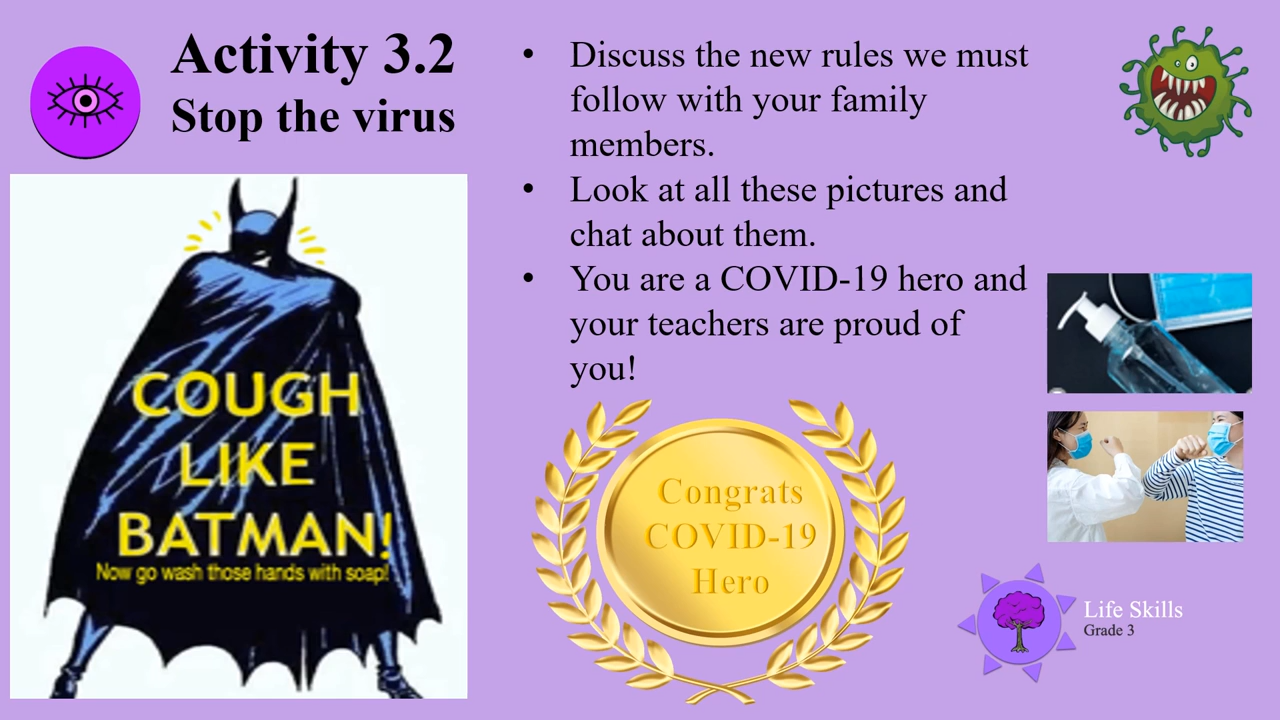 Activity 3.2
Stop the virus
• Discuss the new rules we must
follow with your family
members.
• Look at all these pictures and
chat about them.
• You are a COVID-19 hero and
your teachers are proud of
you!
COUGH
LIKE
BATMAN!
Now go wash those hands with soap!
Congrats
COVID-19
Hero
Life Skills
Grade 3